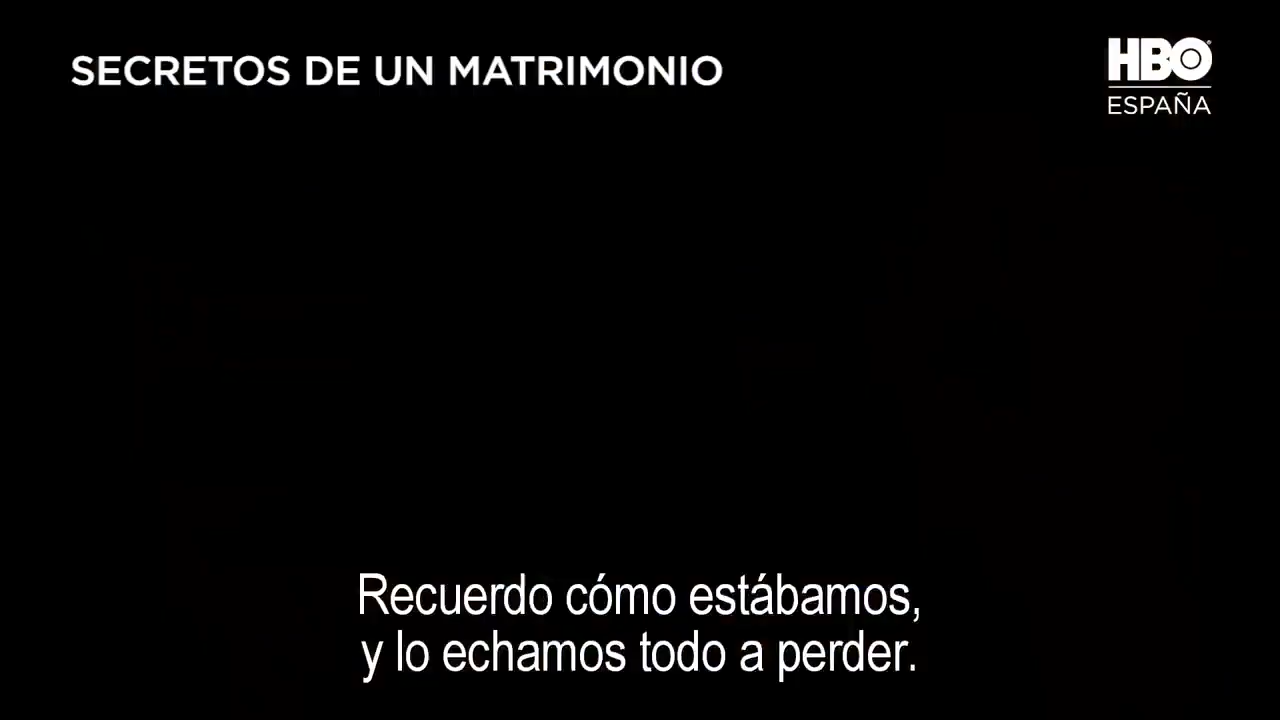 SECRETOS DE UN MATRIMONIO
HBO
ESPAÑA
Recuerdo cómo estábamos,
y lo echamos todo a perder.